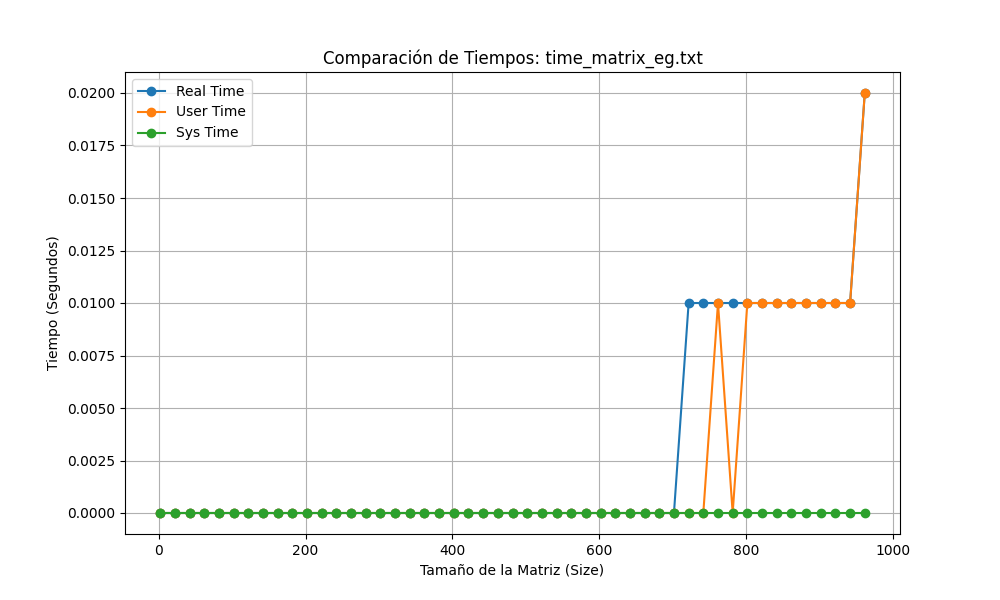 Comparación de Tiempos: time_matrix_eg.txt
Real Time
User Time
Sys Time
0.0200
0.0175
0.0150
0.0125
0.0100
0.0075
0.0050
0.0025
0.0000
Tiempo (Segundos)
0 200 400 600 800 1000
Tamaño de la Matriz (Size)